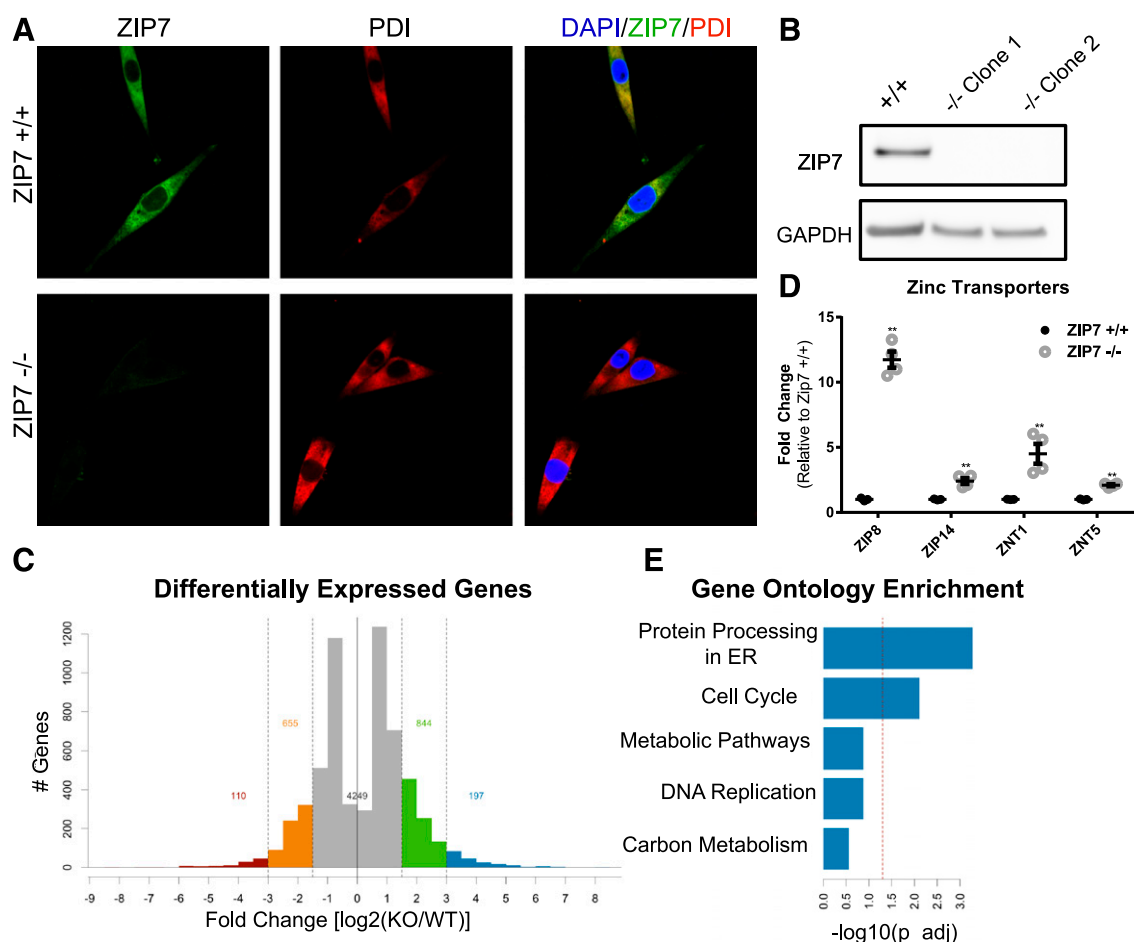 A
ZIP7
PDI
DAPI/ZIP7/PDI
ZIP7 +/+
ZIP7 -/-
B
+/+
-/- Clone 1
-/- Clone 2
ZIP7
GAPDH
D
Zinc Transporters
Fold Change
(Relative to Zip7 +/+)
15
10
5
0
ZIP7 +/+
ZIP7 -/-
**
**
**
**
ZIP8
ZIP14
ZNT1
ZNT5
C
Differentially Expressed Genes
# Genes
0
200
400
600
800
1000
1200
110
655
4249
844
197
-9 -8 -7 -6 -5 -4 -3 -2 -1 0 1 2 3 4 5 6 7 8
Fold Change [log2(KO/WT)]
E
Gene Ontology Enrichment
Protein Processing
in ER
Cell Cycle
Metabolic Pathways
DNA Replication
Carbon Metabolism
0.0 0.5 1.0 1.5 2.0 2.5 3.0
-log10(p adj)